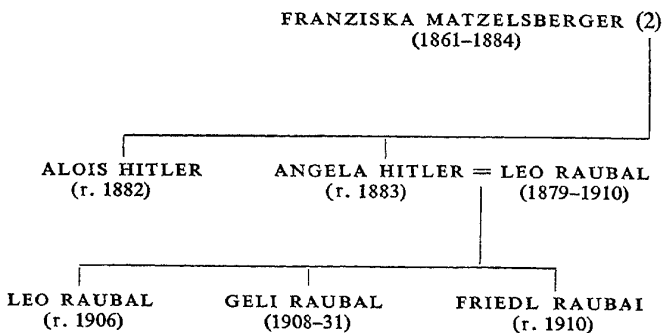 FRANZISKA MATZELSBERGER (2)
(1861–1884)
ALOIS HITLER
(r. 1882)
ANGELA HITLER = LEO RAUBAL
(r. 1883)
(1879–1910)
LEO RAUBAL
(r. 1906)
GELI RAUBAL
(1908–31)
FRIEDL RAUBAI
(r. 1910)